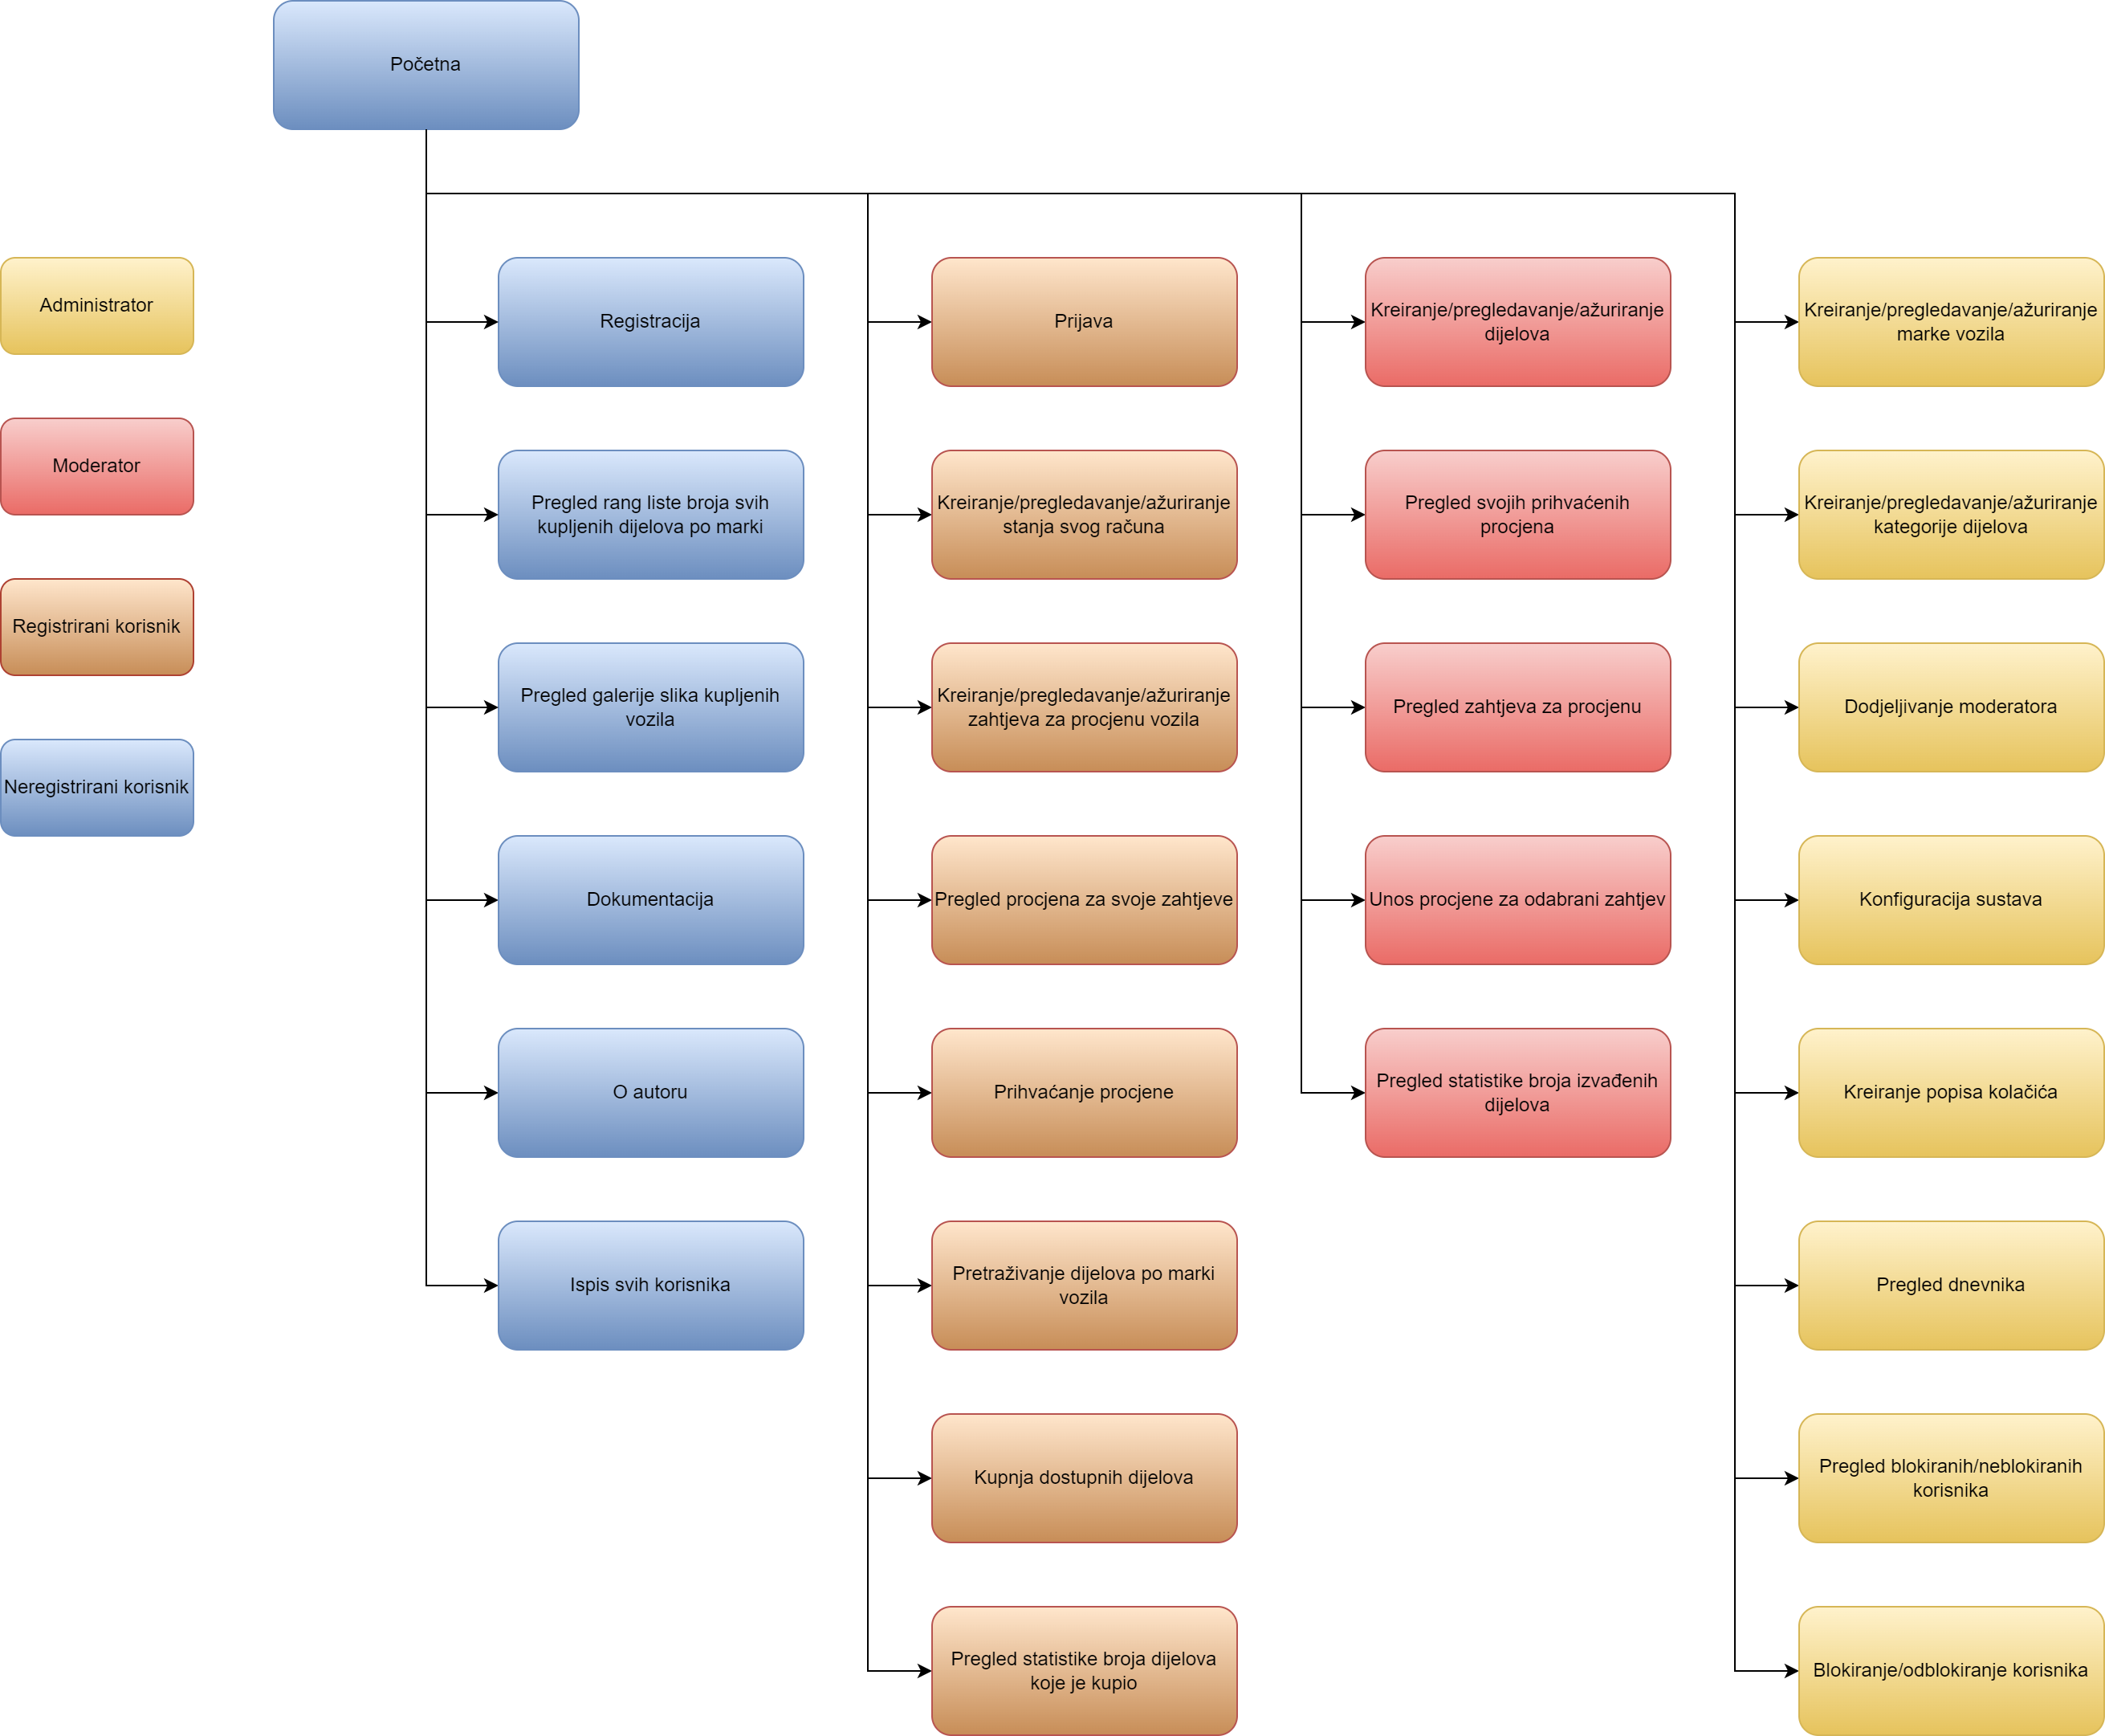 Početna
Administrator
Moderator
Registrirani korisnik
Neregistrirani korisnik
Registracija
Pregled rang liste broja svih
kupljenih dijelova po marki
Pregled galerije slika kupljenih
vozila
Dokumentacija
O autoru
Ispis svih korisnika
Prijava
Kreiranje/pregledavanje/ažuriranje
stanja svog računa
Kreiranje/pregledavanje/ažuriranje
zahtjeva za procjenu vozila
Pregled procjena za svoje zahtjeve
Prihvaćanje procjene
Pretraživanje dijelova po marki
vozila
Kupnja dostupnih dijelova
Pregled statistike broja dijelova
koje je kupio
Kreiranje/pregledavanje/ažuriranje
dijelova
Pregled svojih prihvaćenih
procjena
Pregled zahtjeva za procjenu
Unos procjene za odabrani zahtjev
Pregled statistike broja izvađenih
dijelova
Kreiranje/pregledavanje/ažuriranje
marke vozila
Kreiranje/pregledavanje/ažuriranje
kategorije dijelova
Dodjeljivanje moderatora
Konfiguracija sustava
Kreiranje popisa kolačića
Pregled dnevnika
Pregled blokiranih/neblokiranih
korisnika
Blokiranje/odblokiranje korisnika